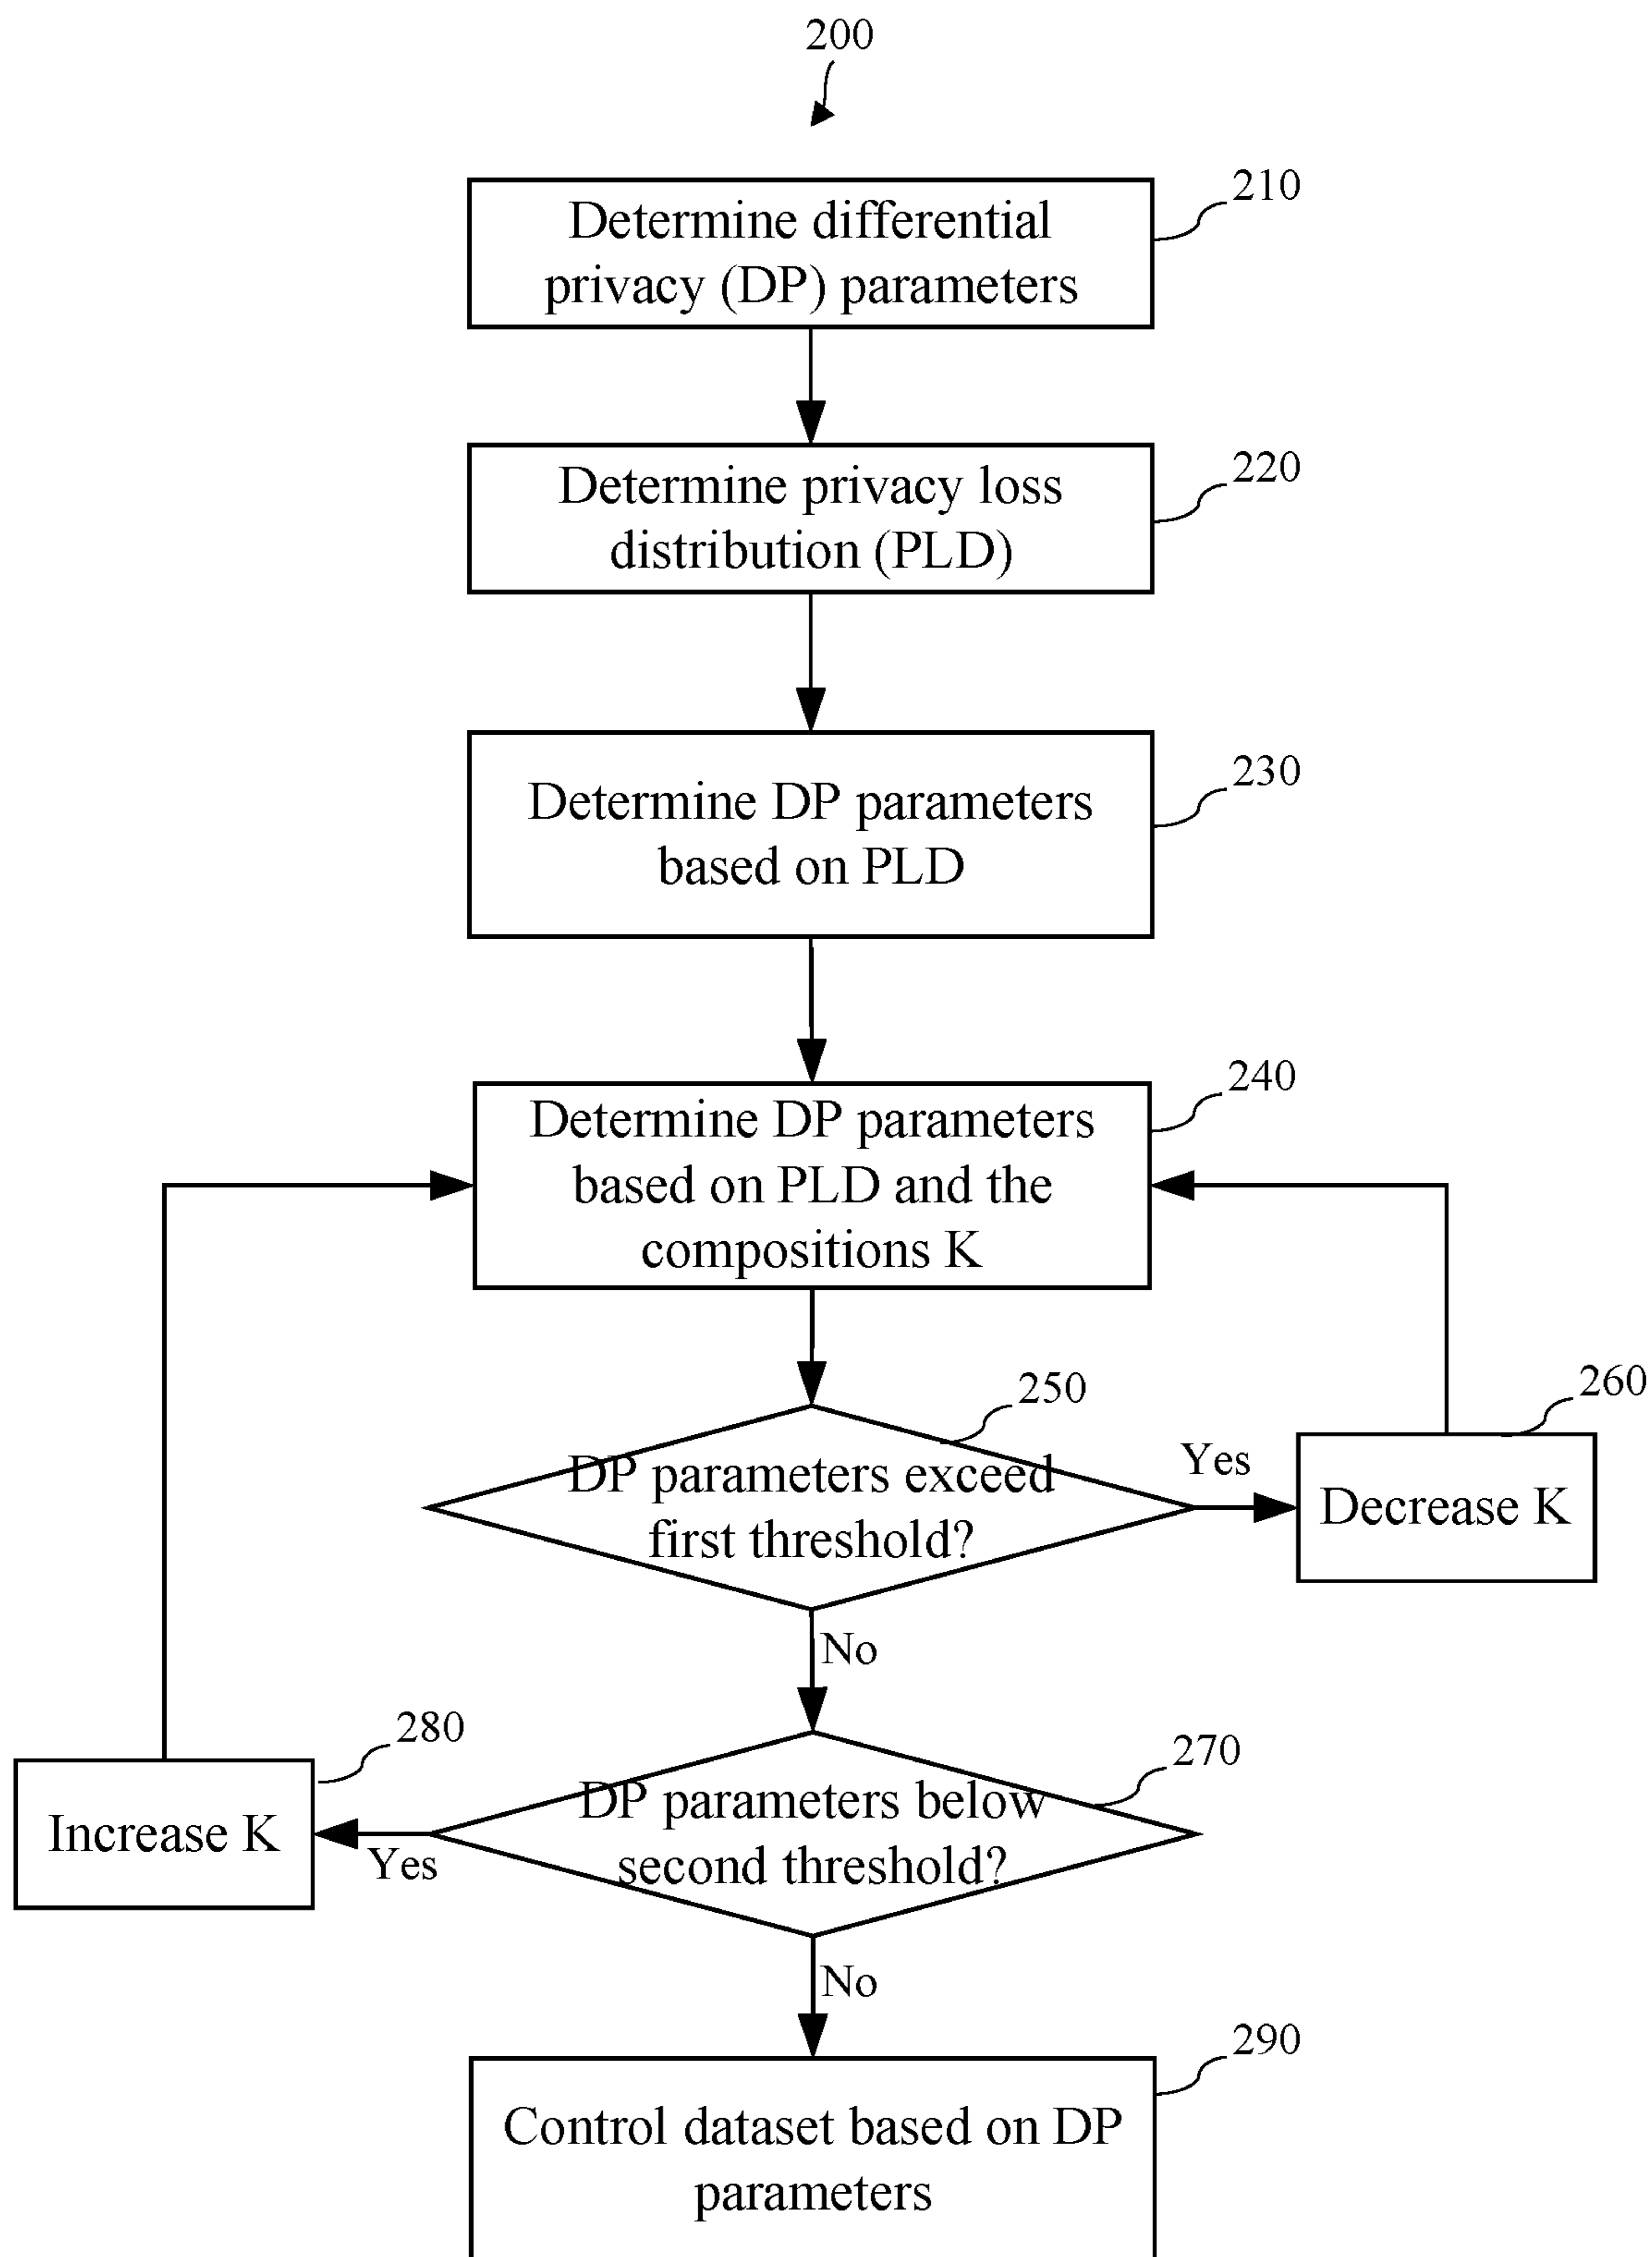 200
210
Determine differential
privacy (DP) parameters
220
Determine privacy loss
distribution (PLD)
230
Determine DP parameters
based on PLD
240
Determine DP parameters
based on PLD and the
compositions K
250
DP parameters exceed
first threshold?
Yes
260
Decrease K
No
270
DP parameters below
second threshold?
Yes
280
Increase K
No
290
Control dataset based on DP
parameters